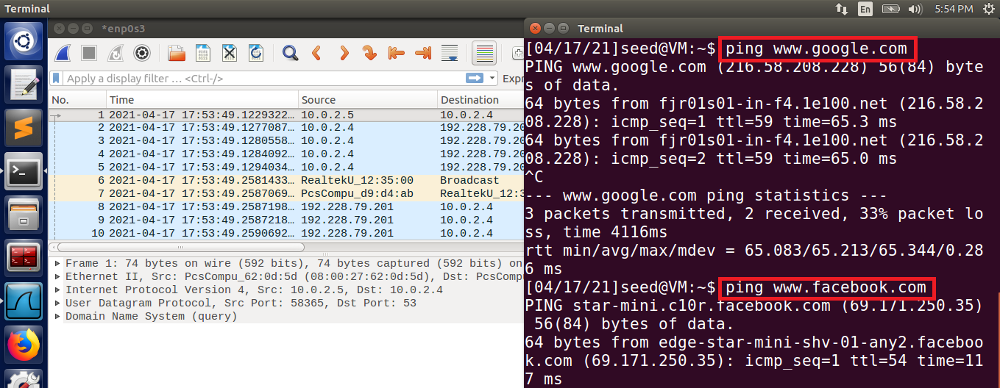 Terminal
En
5:54 PM
*enp0s3
Apply a display filter … <Ctrl-/>
Expr
No. Time Source Destination
1 2021-04-17 17:53:49.1229322… 10.0.2.5 10.0.2.4
2 2021-04-17 17:53:49.1277087… 10.0.2.4 192.228.79.20
3 2021-04-17 17:53:49.1280558… 10.0.2.4 192.228.79.20
4 2021-04-17 17:53:49.1284092… 10.0.2.4 192.228.79.20
5 2021-04-17 17:53:49.1294034… 10.0.2.4 192.228.79.20
6 2021-04-17 17:53:49.2581433… RealtekU_12:35:00 Broadcast
7 2021-04-17 17:53:49.2587069… PcsCompu_d9:d4:ab RealtekU_12:3
8 2021-04-17 17:53:49.2587198… 192.228.79.201 10.0.2.4
9 2021-04-17 17:53:49.2587218… 192.228.79.201 10.0.2.4
10 2021-04-17 17:53:49.2590692… 192.228.79.201 10.0.2.4
Frame 1: 74 bytes on wire (592 bits), 74 bytes captured (592 bits) on
Ethernet II, Src: PcsCompu_62:0d:5d (08:00:27:62:0d:5d), Dst: PcsCompu
Internet Protocol Version 4, Src: 10.0.2.5, Dst: 10.0.2.4
User Datagram Protocol, Src Port: 58365, Dst Port: 53
Domain Name System (query)
Terminal
[04/17/21]seed@VM:~$ ping www.google.com
PING www.google.com (216.58.208.228) 56(84) byte
s of data.
64 bytes from fjr01s01-in-f4.1e100.net (216.58.2
08.228): icmp_seq=1 ttl=59 time=65.3 ms
64 bytes from fjr01s01-in-f4.1e100.net (216.58.2
08.228): icmp_seq=2 ttl=59 time=65.0 ms
^C
--- www.google.com ping statistics ---
3 packets transmitted, 2 received, 33% packet lo
ss, time 4116ms
rtt min/avg/max/mdev = 65.083/65.213/65.344/0.28
6 ms
[04/17/21]seed@VM:~$ ping www.facebook.com
PING star-mini.c10r.facebook.com (69.171.250.35)
 56(84) bytes of data.
64 bytes from edge-star-mini-shv-01-any2.faceboo
k.com (69.171.250.35): icmp_seq=1 ttl=54 time=11
7 ms